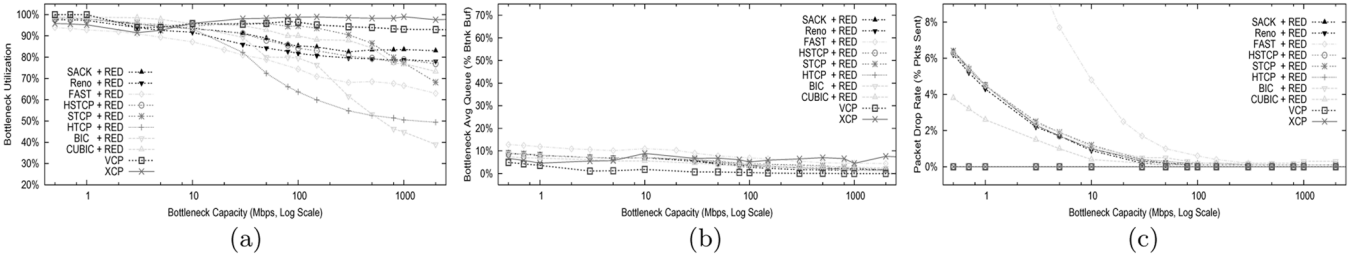 Bottleneck Utilization
100%
90%
80%
70%
60%
50%
40%
30%
20%
SACK + RED
Reno + RED
FAST + RED
HSTCP + RED
STCP + RED
HTCP + RED
BIC + RED
CUBIC + RED
VCP
XCP
1
10
100
1000
Bottleneck Capacity (Mbps, Log Scale)
(a)
Bottleneck Avg Queue (% Btnk Buf)
70%
60%
50%
40%
30%
20%
10%
0%
SACK + RED
Reno + RED
FAST + RED
HSTCP + RED
STCP + RED
HTCP + RED
BIC + RED
CUBIC + RED
VCP
XCP
1
10
100
1000
Bottleneck Capacity (Mbps, Log Scale)
(b)
Packet Drop Rate (% Pkts Sent)
8%
6%
4%
2%
0%
SACK + RED
Reno + RED
FAST + RED
HSTCP + RED
STCP + RED
HTCP + RED
BIC + RED
CUBIC + RED
VCP
XCP
1
10
100
1000
Bottleneck Capacity (Mbps, Log Scale)
(c)